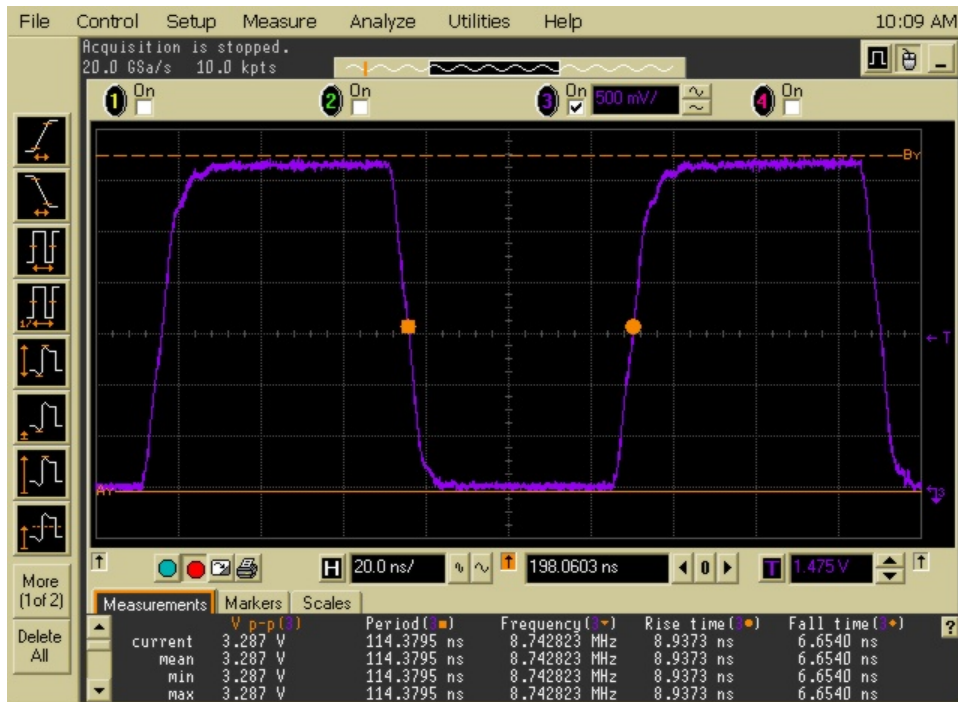 File Control Setup Measure Analyze Utilities Help 10:09 AM
Acquisition is stopped.
20.0 GSa/s 10.0 kpts
1 On 2 On 3 On 500 mV/ 4 On
By
T
Ay
3
H 20.0 ns/ 198.0603 ns 0 T 1.475 V
More
(1of 2)
Delete
All
Measurements Markers Scales
V p-p(3) Period(3■) Frequency(3▾) Rise time(3●) Fall time(3◆) ?
current 3.287 V 114.3795 ns 8.742823 MHz 8.9373 ns 6.6540 ns
mean 3.287 V 114.3795 ns 8.742823 MHz 8.9373 ns 6.6540 ns
min 3.287 V 114.3795 ns 8.742823 MHz 8.9373 ns 6.6540 ns
max 3.287 V 114.3795 ns 8.742823 MHz 8.9373 ns 6.6540 ns